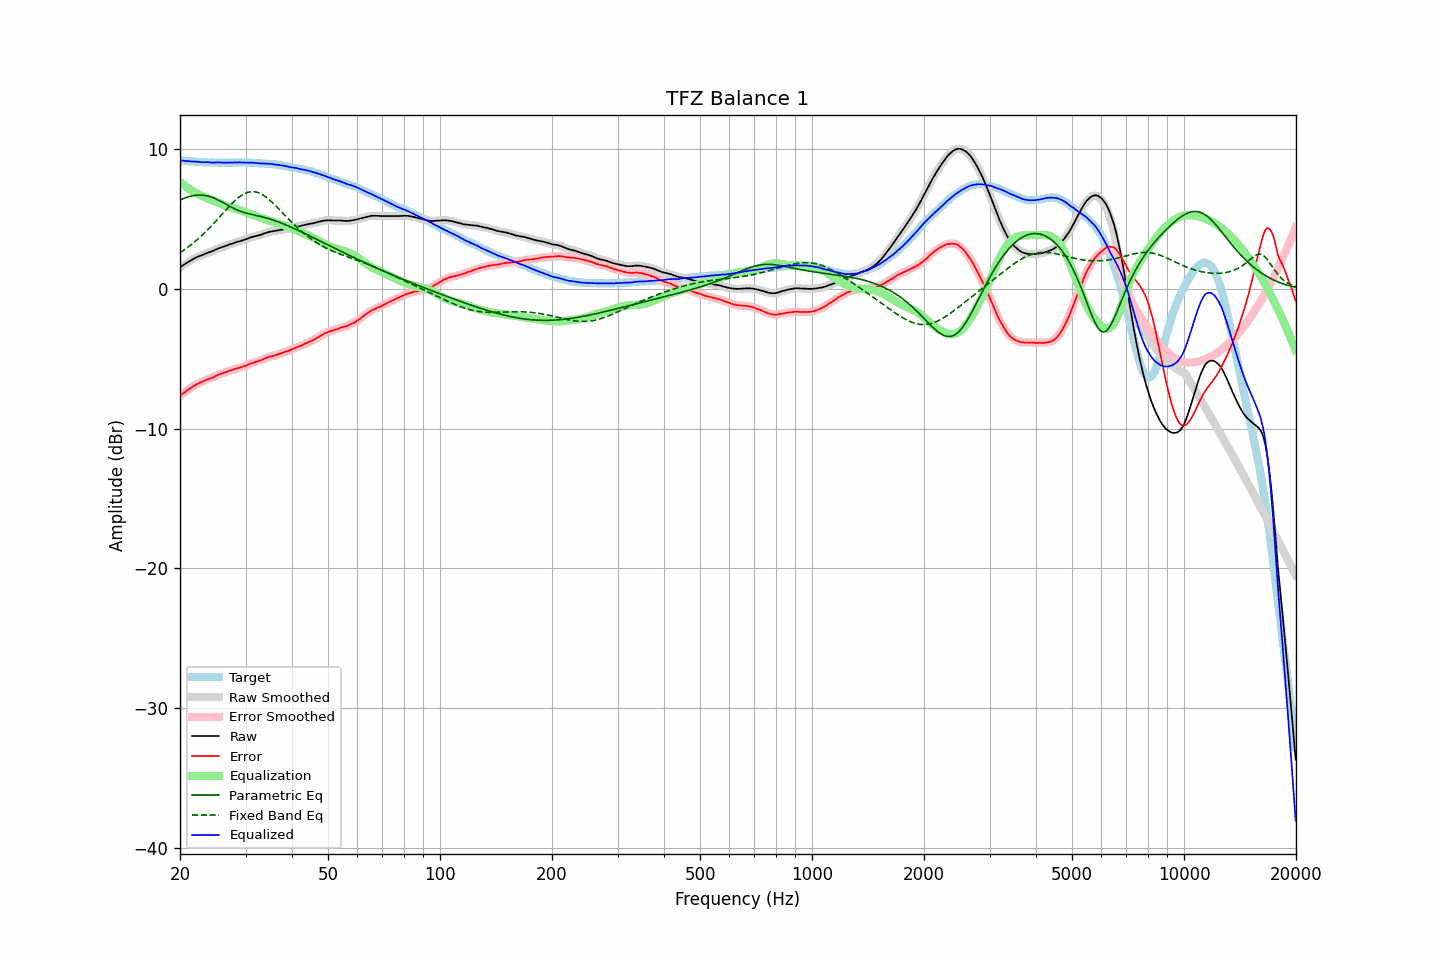 TFZ Balance 1
10
0
−10
−20
−30
−40
Amplitude (dBr)
Target
Raw Smoothed
Error Smoothed
Raw
Error
Equalization
Parametric Eq
Fixed Band Eq
Equalized
20 50 100 200 500 1000 2000 5000 10000 20000
Frequency (Hz)